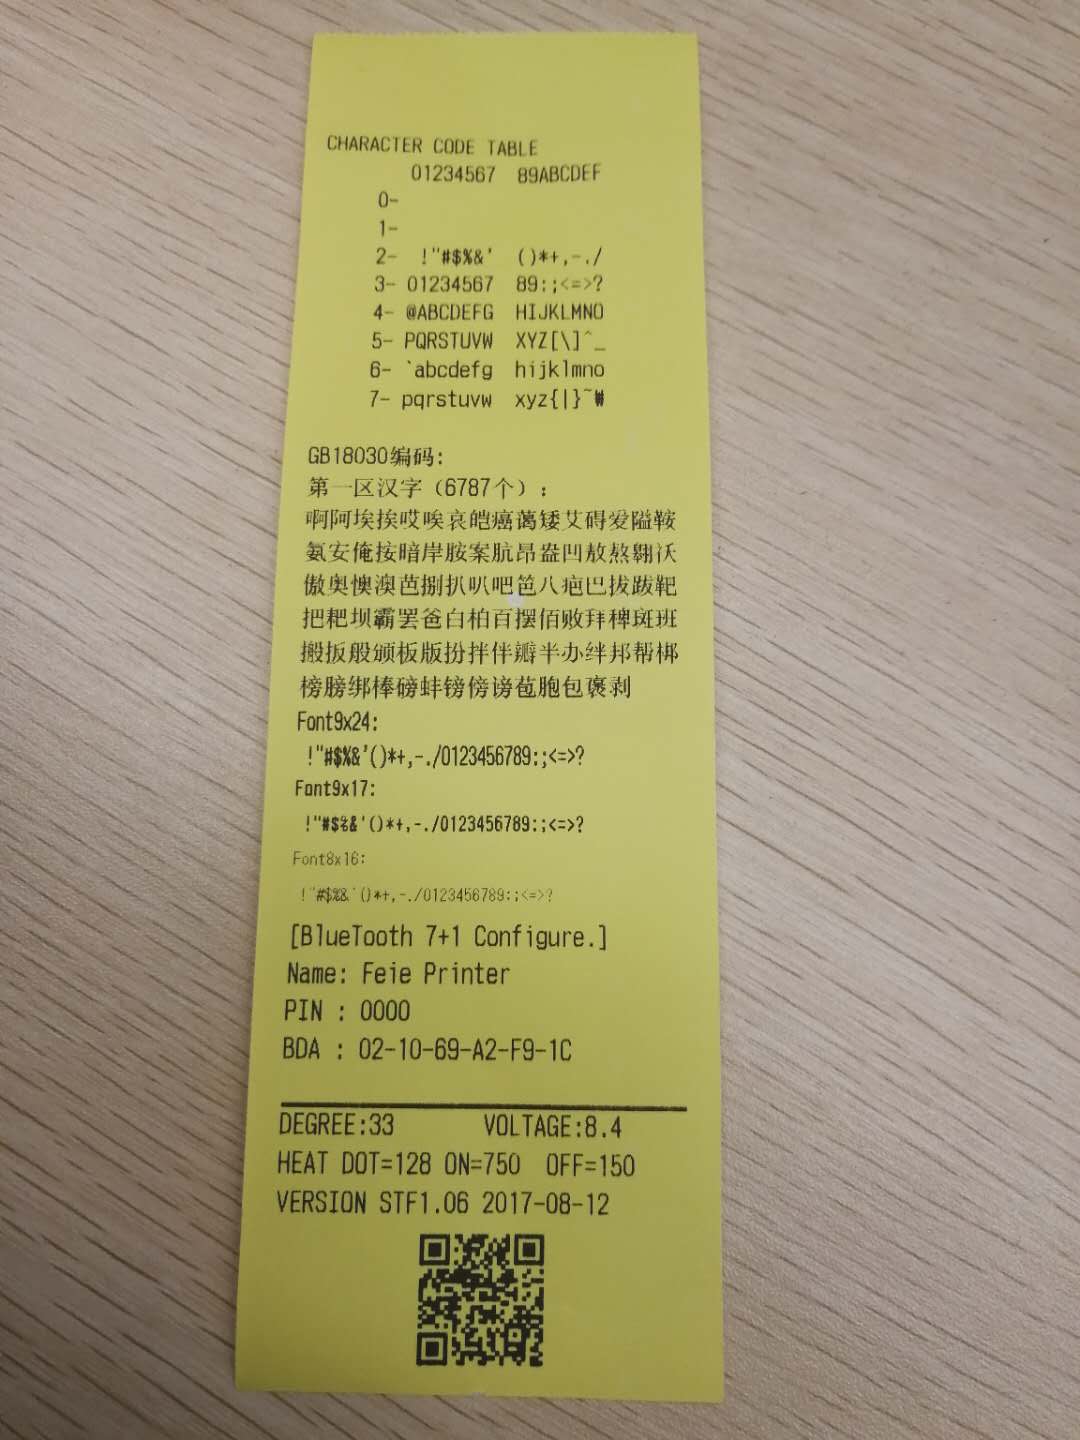 CHARACTER CODE TABLE
01234567 89ABCDEF
0-
1-
2- !"#$%&' ()*+,-./
3- 01234567 89:;<=>?
4- @ABCDEFG HIJKLMNO
5- PQRSTUVW XYZ[\]^_
6- `abcdefg hijklmno
7- pqrstuvw xyz{|}~
GB18030编码:
第一区汉字（6787个）:
啊阿埃挨哎唉哀皑癌蔼矮艾碍爱隘鞍
氨安俺按暗岸胺案肮昂盎凹敖熬翱袄
傲奥懊澳芭捌扒叭吧笆八疤巴拔跋靶
把耙坝霸罢爸白柏百摆佰败拜稗斑班
搬扳般颁板版扮拌伴瓣半办绊邦帮梆
榜膀绑棒磅蚌镑傍谤苞胞包褒剥
Font9x24:
!"#$%&'()*+,-./0123456789:;<=>?
Font9x17:
!"#$%&'()*+,-./0123456789:;<=>?
Font8x16:
!"#$%&'()*+,-./0123456789:;<=>?
[BlueTooth 7+1 Configure.]
Name: Feie Printer
PIN : 0000
BDA : 02-10-69-A2-F9-1C
DEGREE:33 VOLTAGE:8.4
HEAT DOT=128 ON=750 OFF=150
VERSION STF1.06 2017-08-12